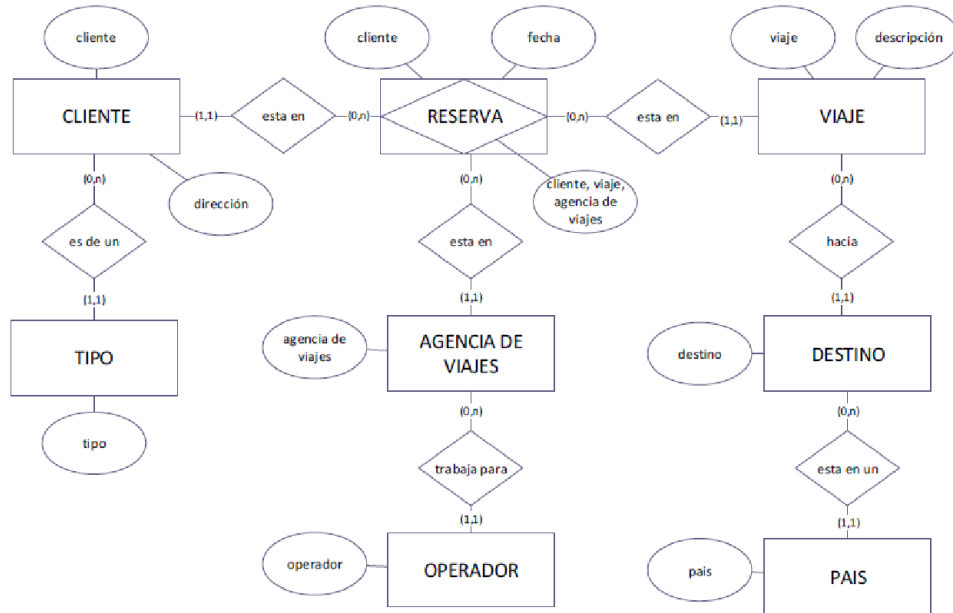 cliente
cliente
fecha
viaje
descripción
CLIENTE
(1,1)
esta en
(0,n)
RESERVA
(0,n)
esta en
(1,1)
VIAJE
(0,n)
dirección
(0,n)
cliente, viaje,
agencia de
viajes
(0,n)
es de un
esta en
hacia
(1,1)
(1,1)
(1,1)
TIPO
agencia de
viajes
AGENCIA DE
VIAJES
destino
DESTINO
tipo
(0,n)
(0,n)
trabaja para
esta en un
(1,1)
(1,1)
operador
OPERADOR
pais
PAIS